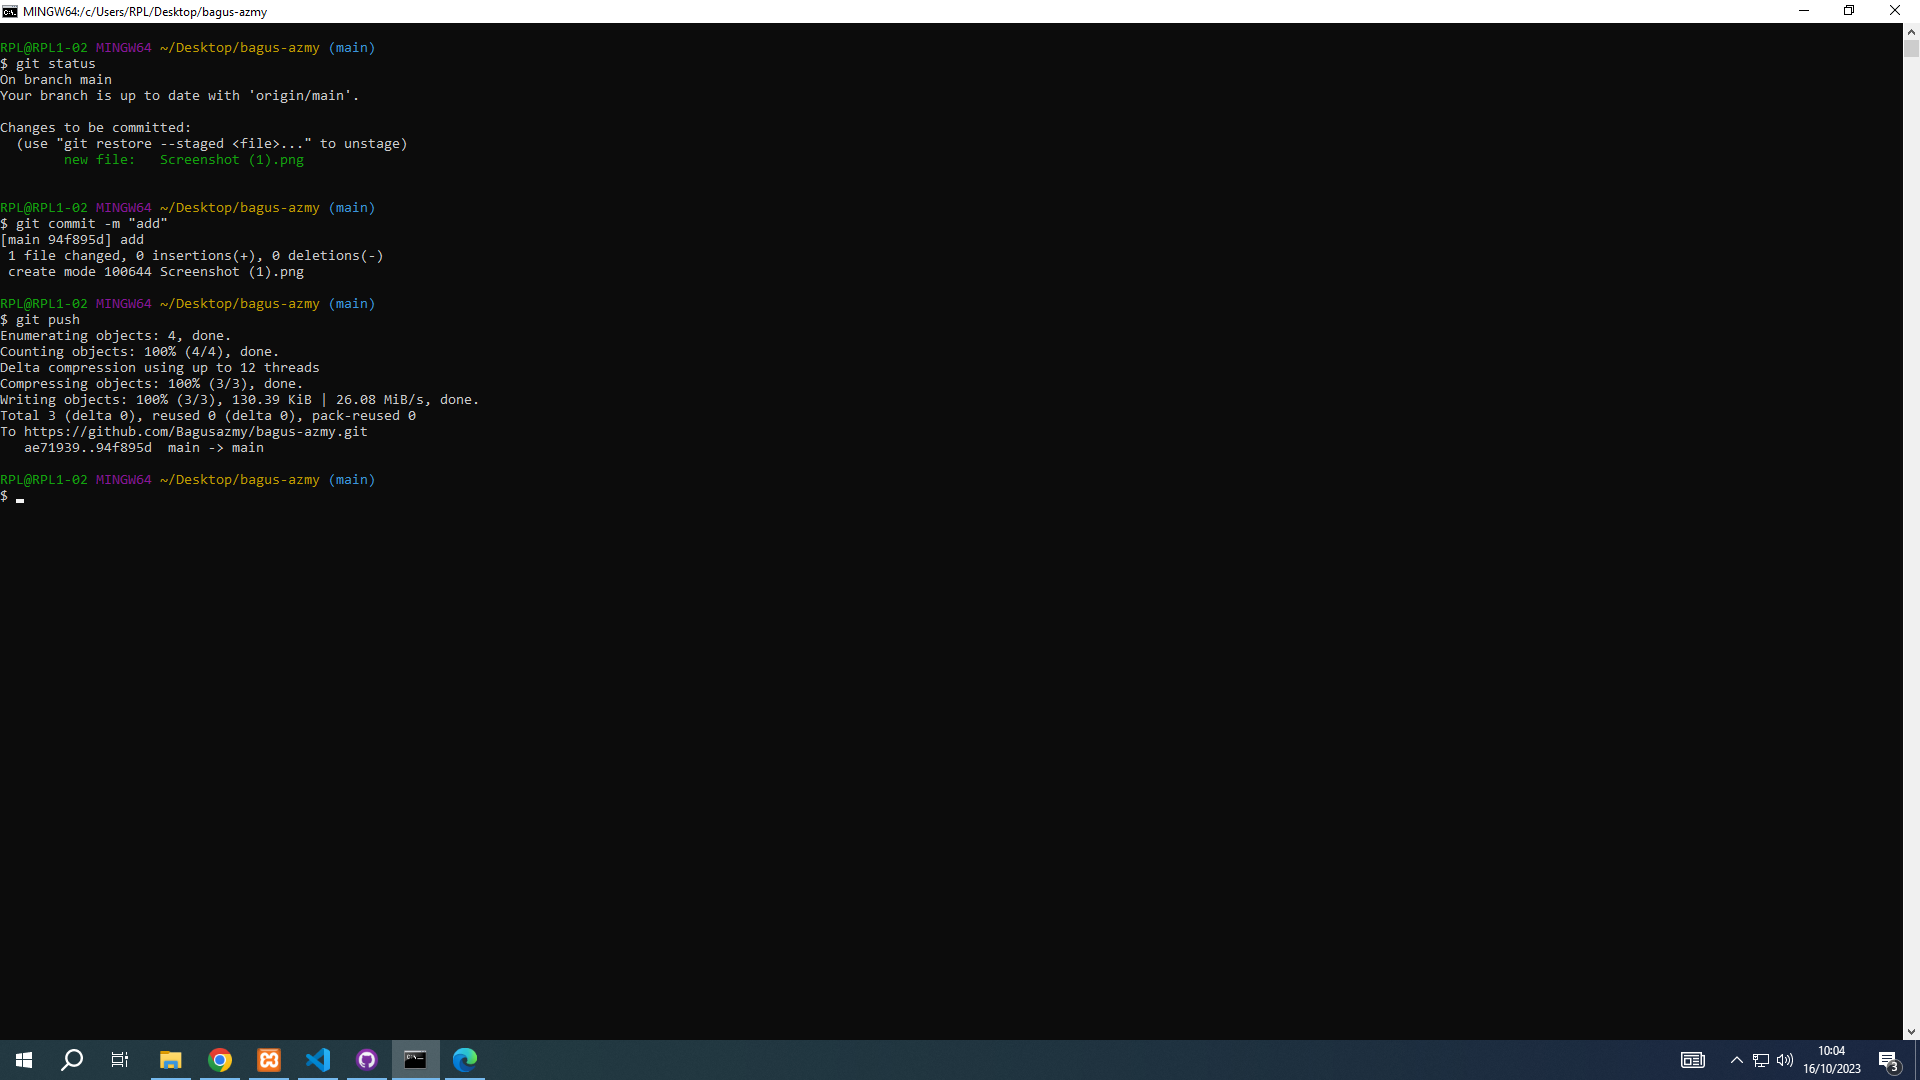 MINGW64:/c/Users/RPL/Desktop/bagus-azmy
RPL@RPL1-02 MINGW64 ~/Desktop/bagus-azmy (main)
$ git status
On branch main
Your branch is up to date with 'origin/main'.
Changes to be committed:
  (use "git restore --staged <file>..." to unstage)
        new file:   Screenshot (1).png
RPL@RPL1-02 MINGW64 ~/Desktop/bagus-azmy (main)
$ git commit -m "add"
[main 94f895d] add
 1 file changed, 0 insertions(+), 0 deletions(-)
 create mode 100644 Screenshot (1).png
RPL@RPL1-02 MINGW64 ~/Desktop/bagus-azmy (main)
$ git push
Enumerating objects: 4, done.
Counting objects: 100% (4/4), done.
Delta compression using up to 12 threads
Compressing objects: 100% (3/3), done.
Writing objects: 100% (3/3), 130.39 KiB | 26.08 MiB/s, done.
Total 3 (delta 0), reused 0 (delta 0), pack-reused 0
To https://github.com/Bagusazmy/bagus-azmy.git
   ae71939..94f895d  main -> main
RPL@RPL1-02 MINGW64 ~/Desktop/bagus-azmy (main)
$
10:04
16/10/2023
3